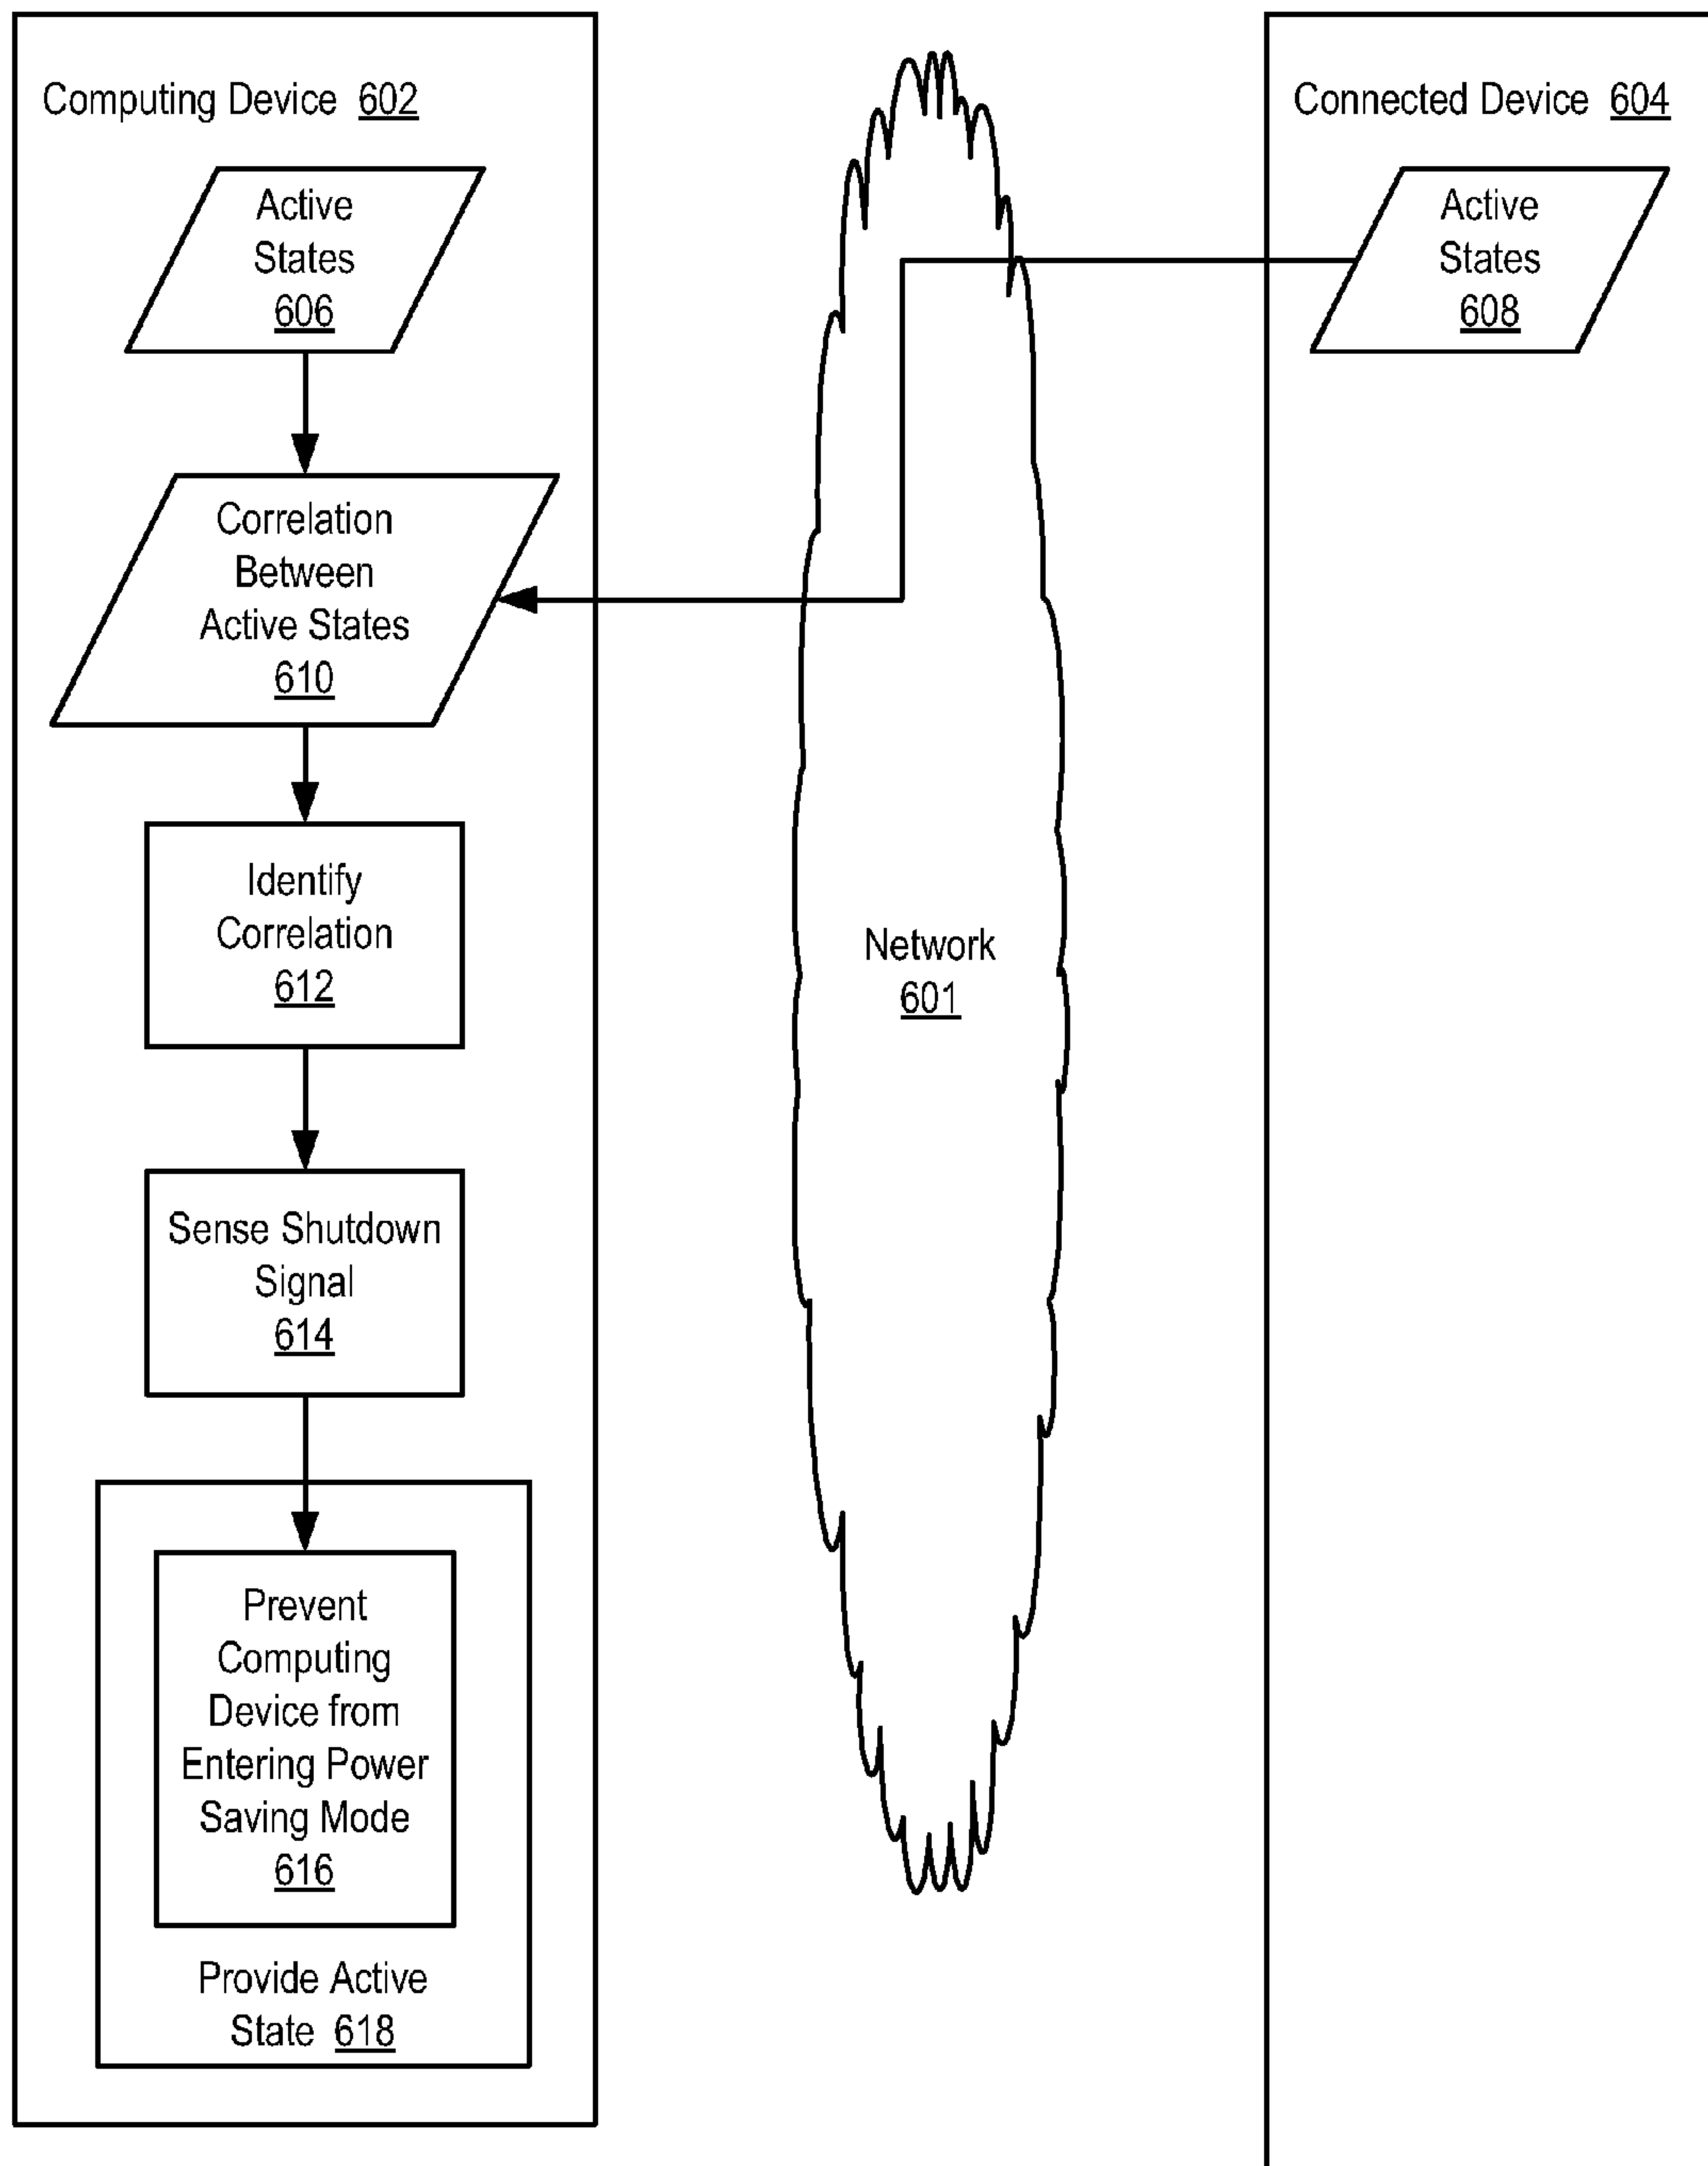 Computing Device 602
Active
States
606
Correlation
Between
Active States
610
Identify
Correlation
612
Sense Shutdown
Signal
614
Prevent
Computing
Device from
Entering Power
Saving Mode
616
Provide Active
State 618
Network
601
Connected Device 604
Active
States
608